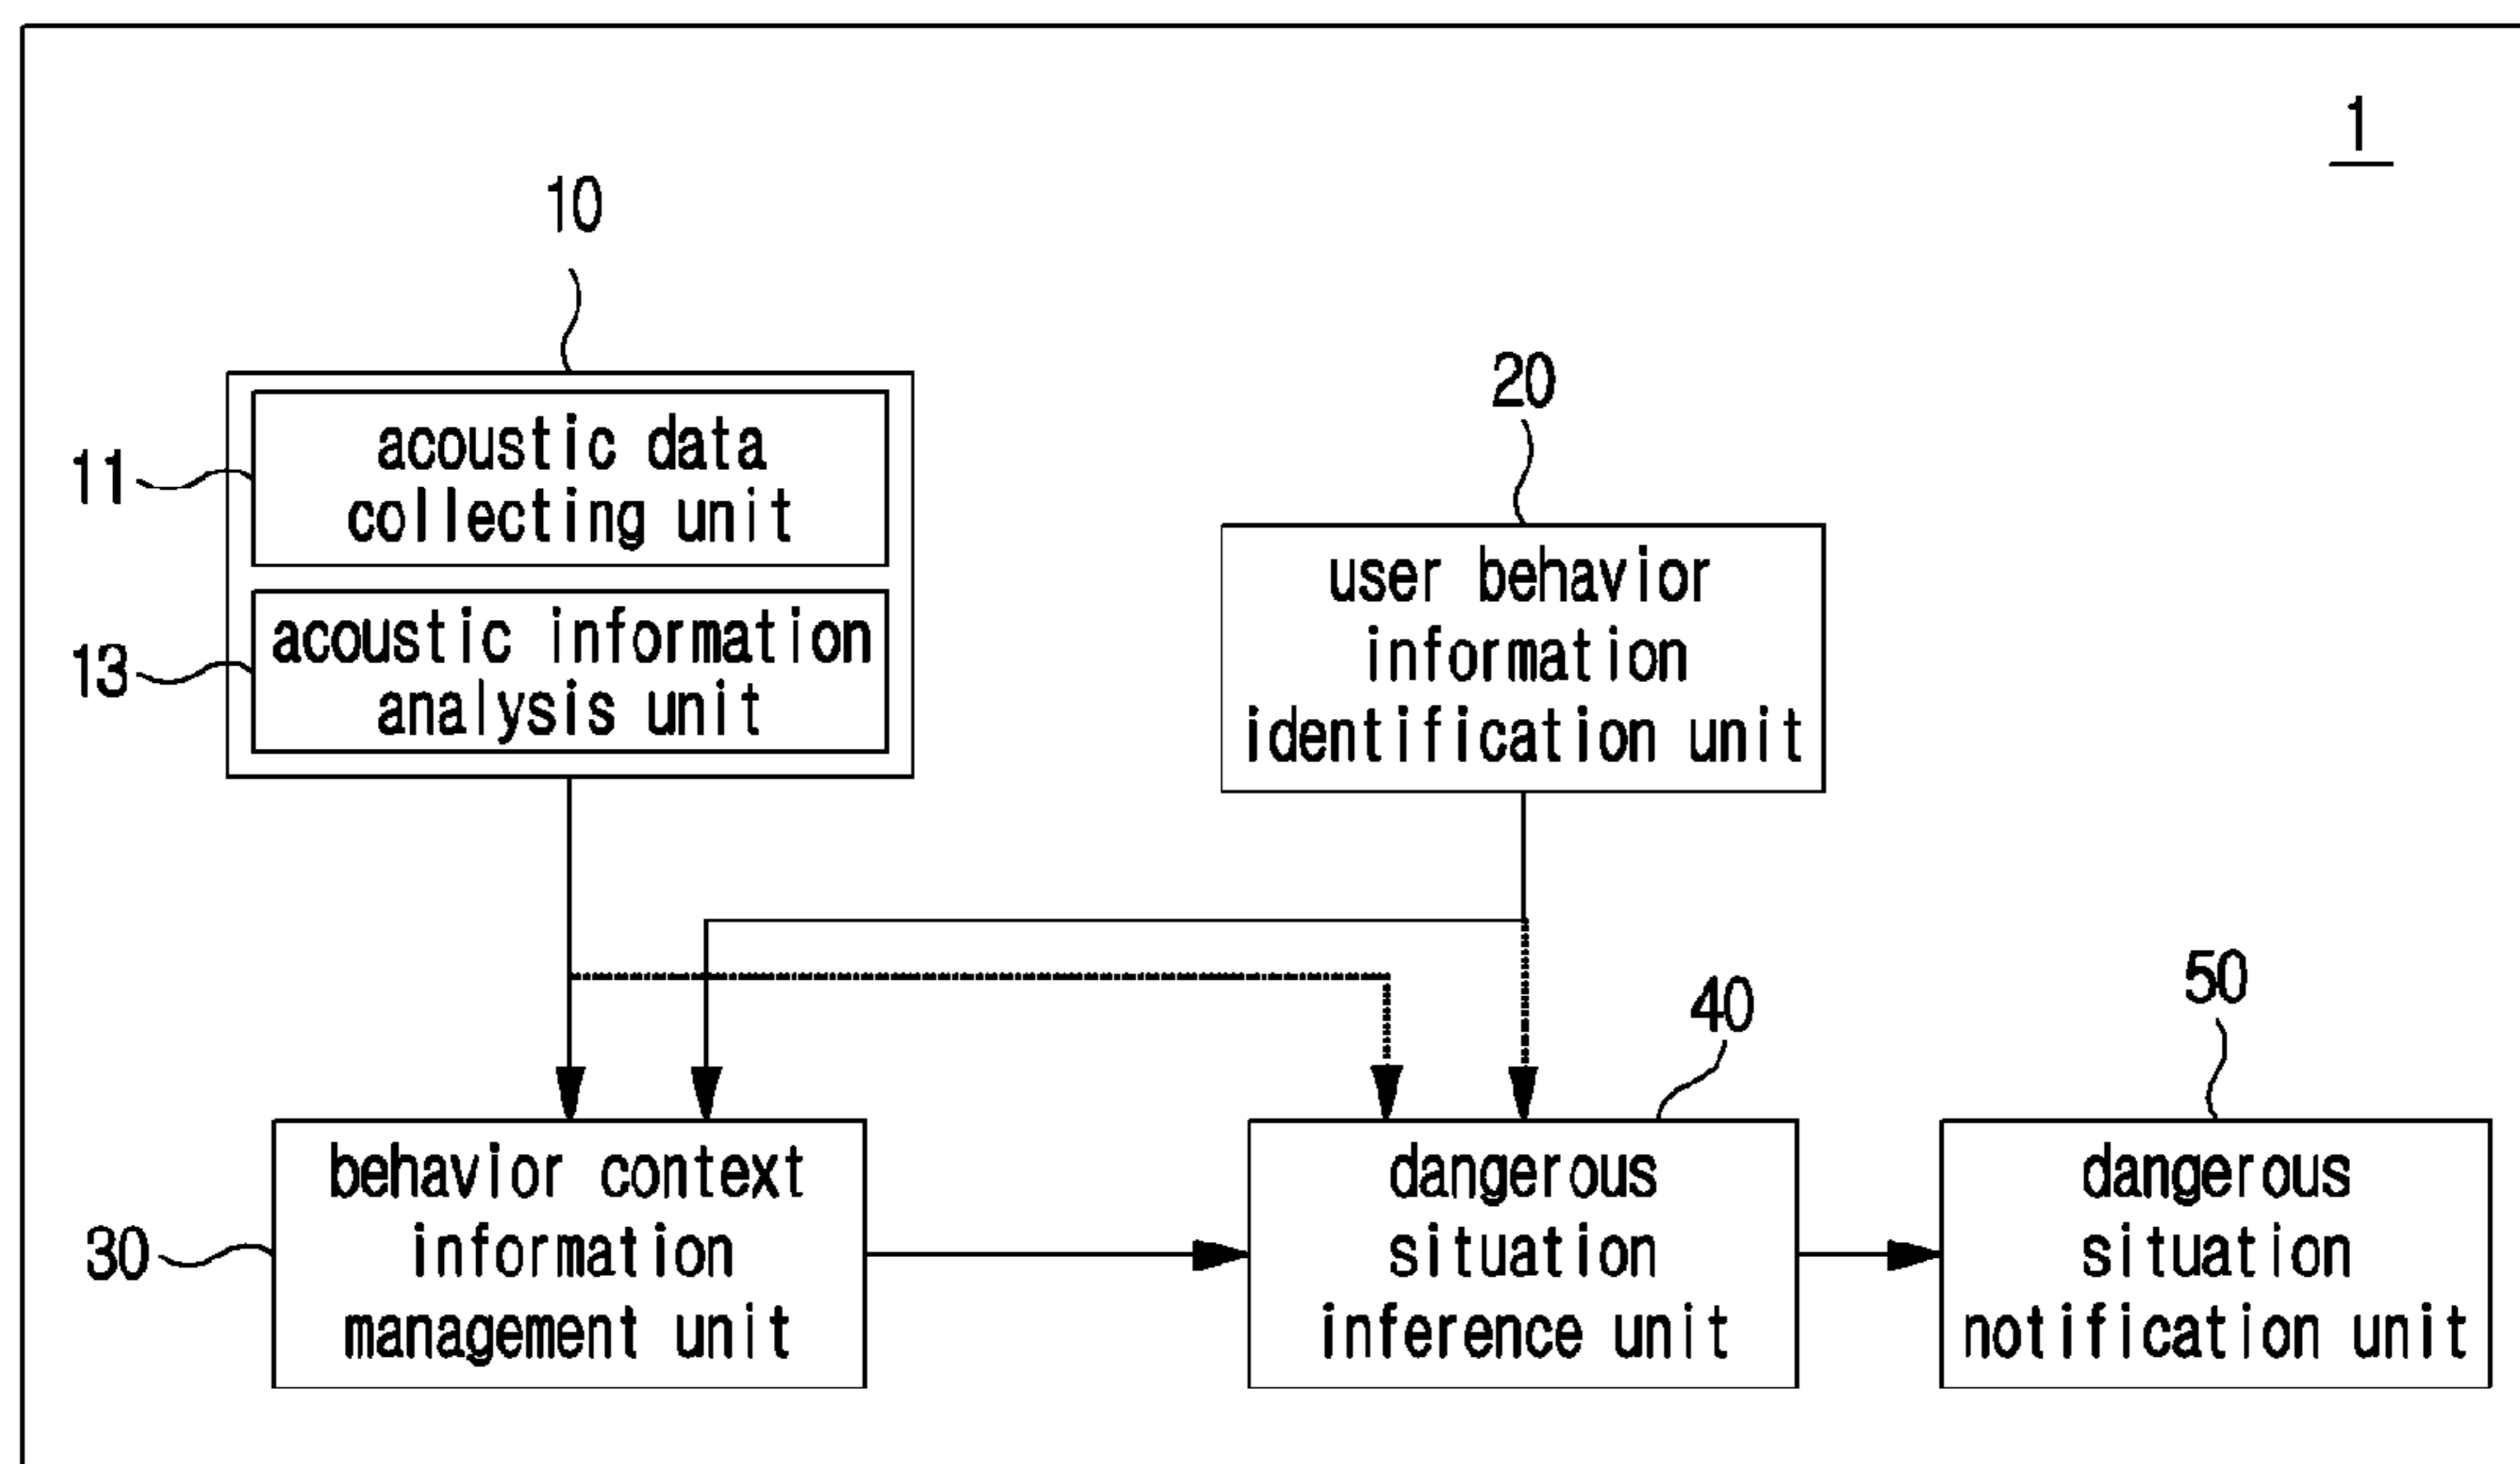 1
10
20
11
acoustic data
collecting unit
13
acoustic information
analysis unit
user behavior
information
identification unit
40
50
30
behavior context
information
management unit
dangerous
situation
inference unit
dangerous
situation
notification unit